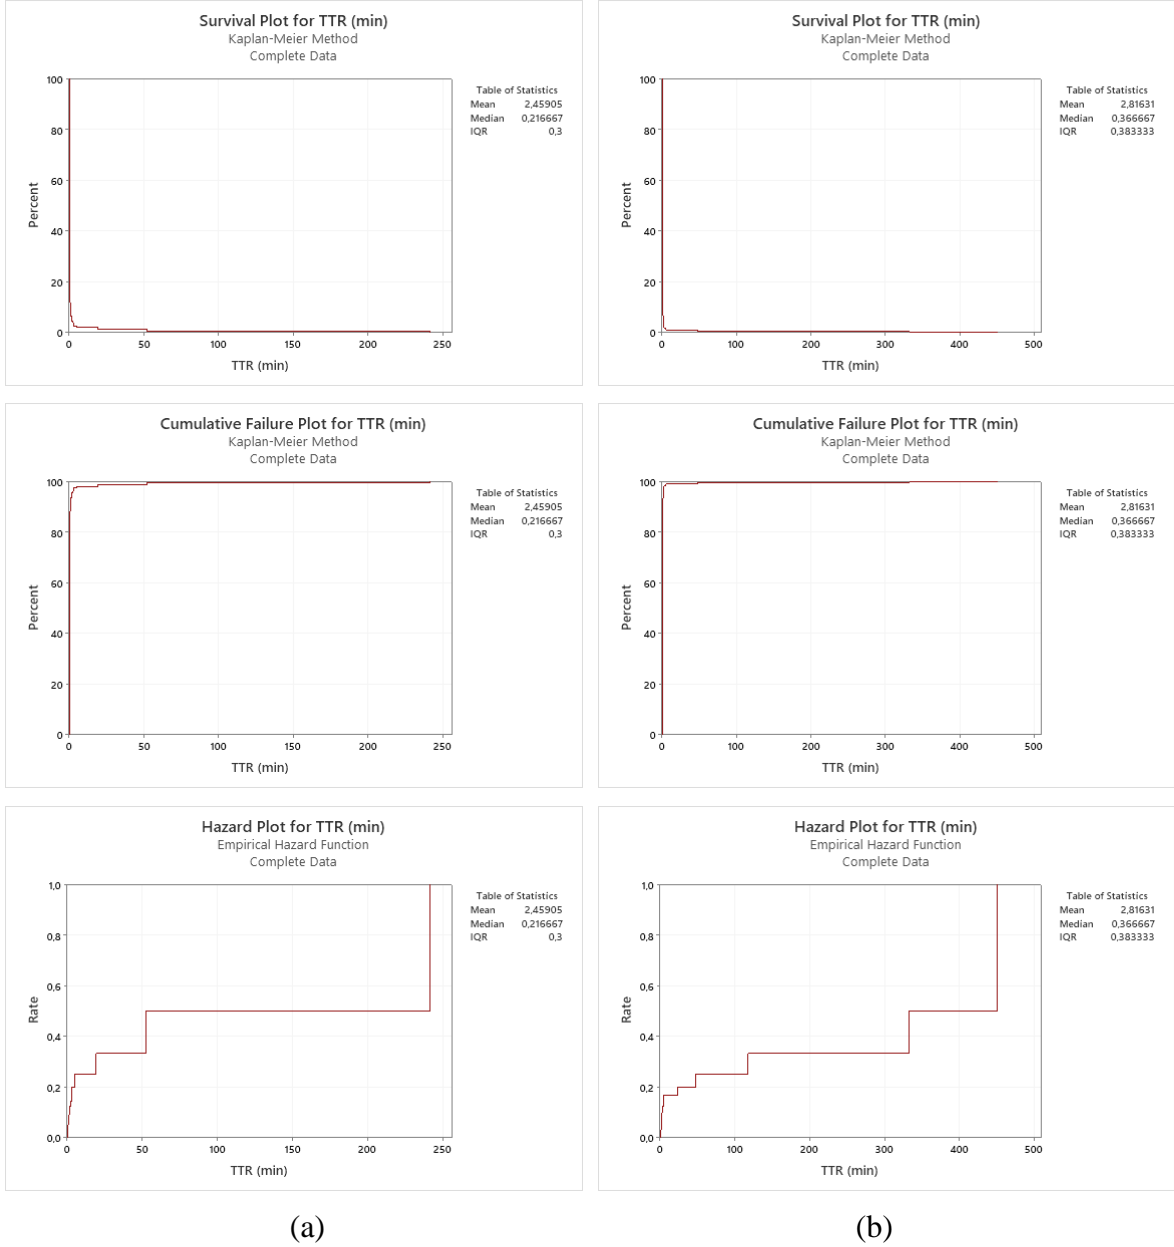 Survival Plot for TTR (min)
Kaplan-Meier Method
Complete Data
Table of Statistics
Mean 2,45905
Median 0,216667
IQR 0,3
100
80
60
40
20
0
Percent
0 50 100 150 200 250
TTR (min)
Survival Plot for TTR (min)
Kaplan-Meier Method
Complete Data
Table of Statistics
Mean 2,81631
Median 0,366667
IQR 0,383333
100
80
60
40
20
0
Percent
0 100 200 300 400 500
TTR (min)
Cumulative Failure Plot for TTR (min)
Kaplan-Meier Method
Complete Data
Table of Statistics
Mean 2,45905
Median 0,216667
IQR 0,3
100
80
60
40
20
0
Percent
0 50 100 150 200 250
TTR (min)
Cumulative Failure Plot for TTR (min)
Kaplan-Meier Method
Complete Data
Table of Statistics
Mean 2,81631
Median 0,366667
IQR 0,383333
100
80
60
40
20
0
Percent
0 100 200 300 400 500
TTR (min)
Hazard Plot for TTR (min)
Empirical Hazard Function
Complete Data
Table of Statistics
Mean 2,45905
Median 0,216667
IQR 0,3
1,0
0,8
0,6
0,4
0,2
0,0
Rate
0 50 100 150 200 250
TTR (min)
Hazard Plot for TTR (min)
Empirical Hazard Function
Complete Data
Table of Statistics
Mean 2,81631
Median 0,366667
IQR 0,383333
1,0
0,8
0,6
0,4
0,2
0,0
Rate
0 100 200 300 400 500
TTR (min)
(a)
(b)